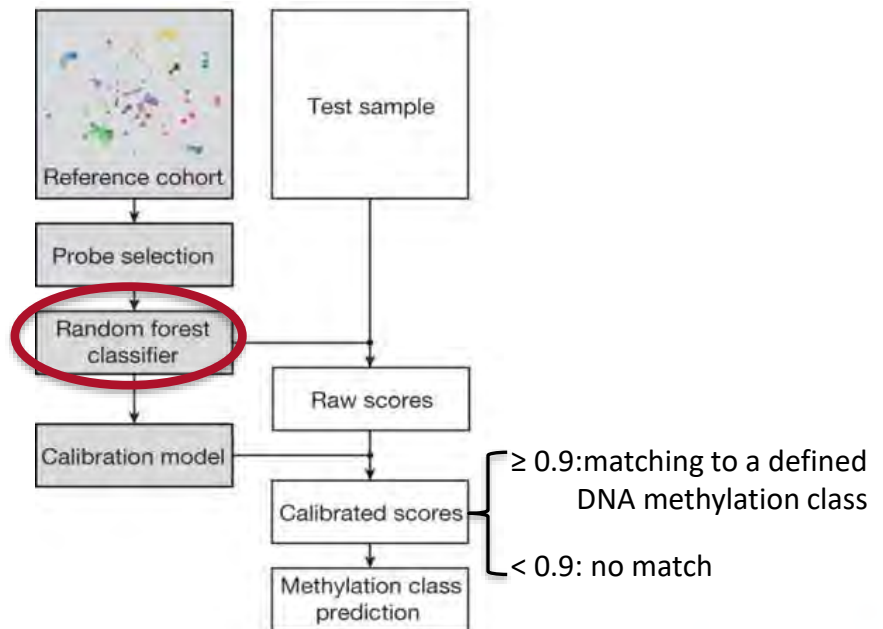 Reference cohort
Test sample
Probe selection
Random forest
classifier
Raw scores
Calibration model
Calibrated scores
≥ 0.9:matching to a defined
DNA methylation class
< 0.9: no match
Methylation class
prediction